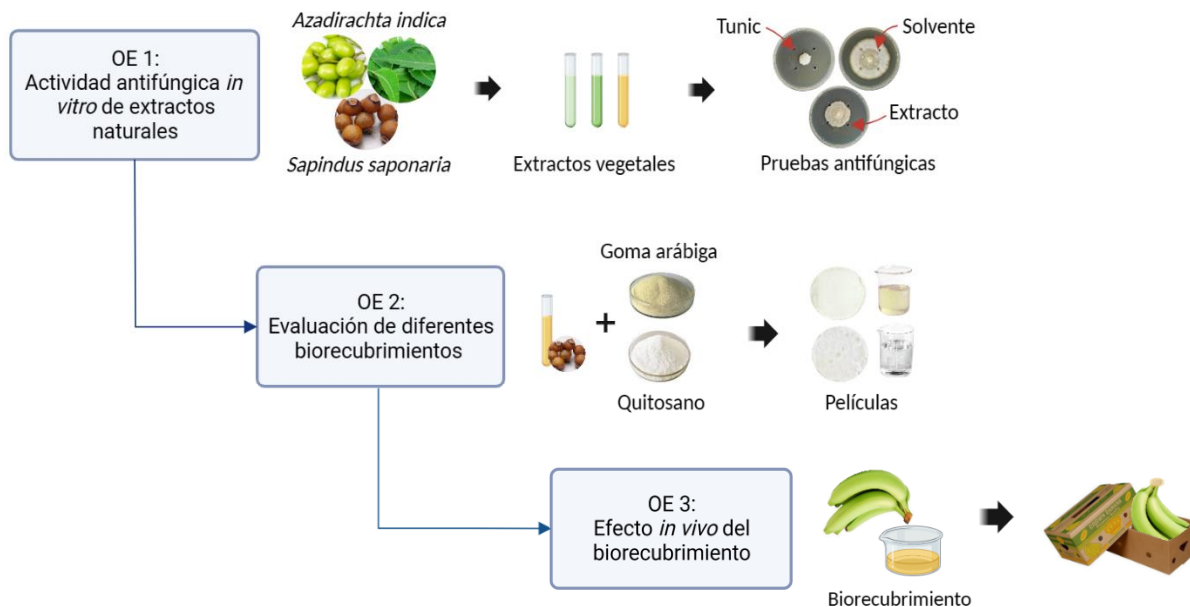 OE 1:
Actividad antifúngica in
vitro de extractos
naturales
Azadirachta indica
Sapindus saponaria
Extractos vegetales
Tunic
Solvente
Extracto
Pruebas antifúngicas
OE 2:
Evaluación de diferentes
biorecubrimientos
Goma arábiga
+
Quitosano
Películas
OE 3:
Efecto in vivo del
biorecubrimiento
Biorecubrimiento